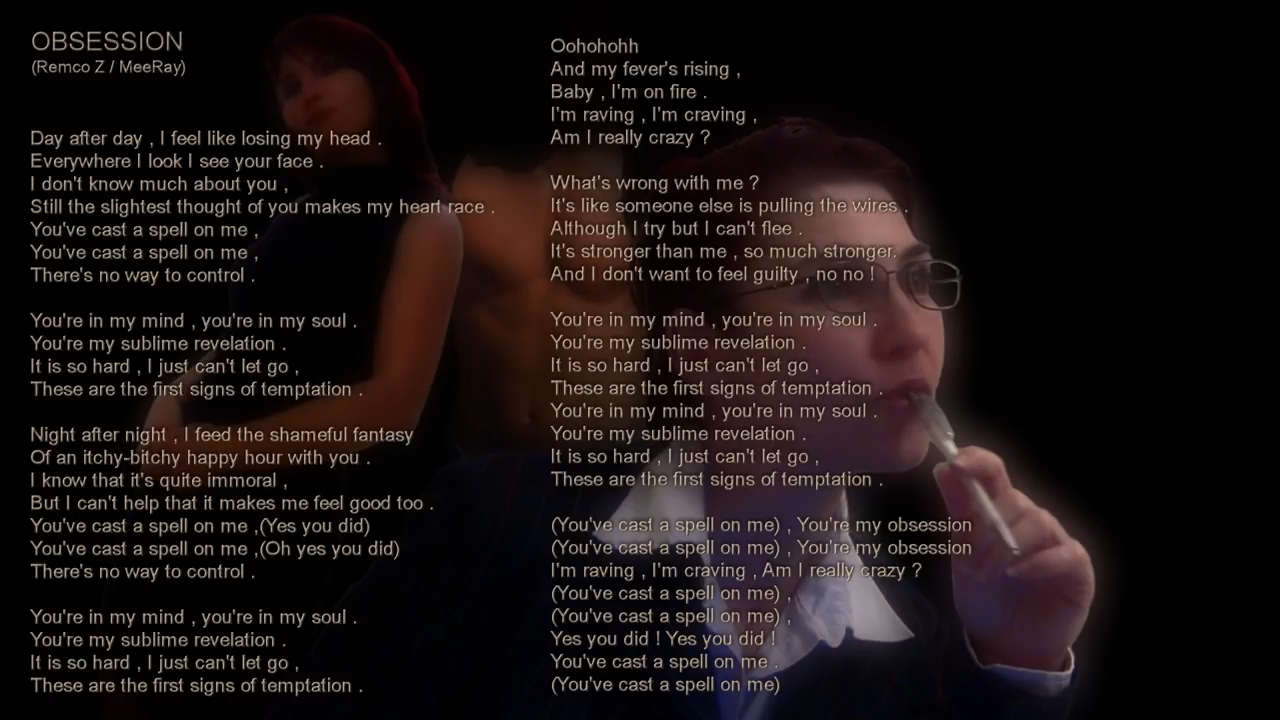 OBSESSION
(Remco Z / MeeRay)
Day after day , I feel like losing my head .
Everywhere I look I see your face .
I don't know much about you ,
Still the slightest thought of you makes my heart race .
You've cast a spell on me ,
You've cast a spell on me ,
There's no way to control .
You're in my mind , you're in my soul .
You're my sublime revelation .
It is so hard , I just can't let go ,
These are the first signs of temptation .
Night after night , I feed the shameful fantasy
Of an itchy-bitchy happy hour with you .
I know that it's quite immoral ,
But I can't help that it makes me feel good too .
You've cast a spell on me ,(Yes you did)
You've cast a spell on me ,(Oh yes you did)
There's no way to control .
You're in my mind , you're in my soul .
You're my sublime revelation .
It is so hard , I just can't let go ,
These are the first signs of temptation .
Oohohohh
And my fever's rising ,
Baby , I'm on fire .
I'm raving , I'm craving ,
Am I really crazy ?
What's wrong with me ?
It's like someone else is pulling the wires .
Although I try but I can't flee .
It's stronger than me , so much stronger.
And I don't want to feel guilty , no no !
You're in my mind , you're in my soul .
You're my sublime revelation .
It is so hard , I just can't let go ,
These are the first signs of temptation .
You're in my mind , you're in my soul .
You're my sublime revelation .
It is so hard , I just can't let go ,
These are the first signs of temptation .
(You've cast a spell on me) , You're my obsession
(You've cast a spell on me) , You're my obsession
I'm raving , I'm craving , Am I really crazy ?
(You've cast a spell on me) ,
(You've cast a spell on me) ,
Yes you did ! Yes you did !
You've cast a spell on me .
(You've cast a spell on me)